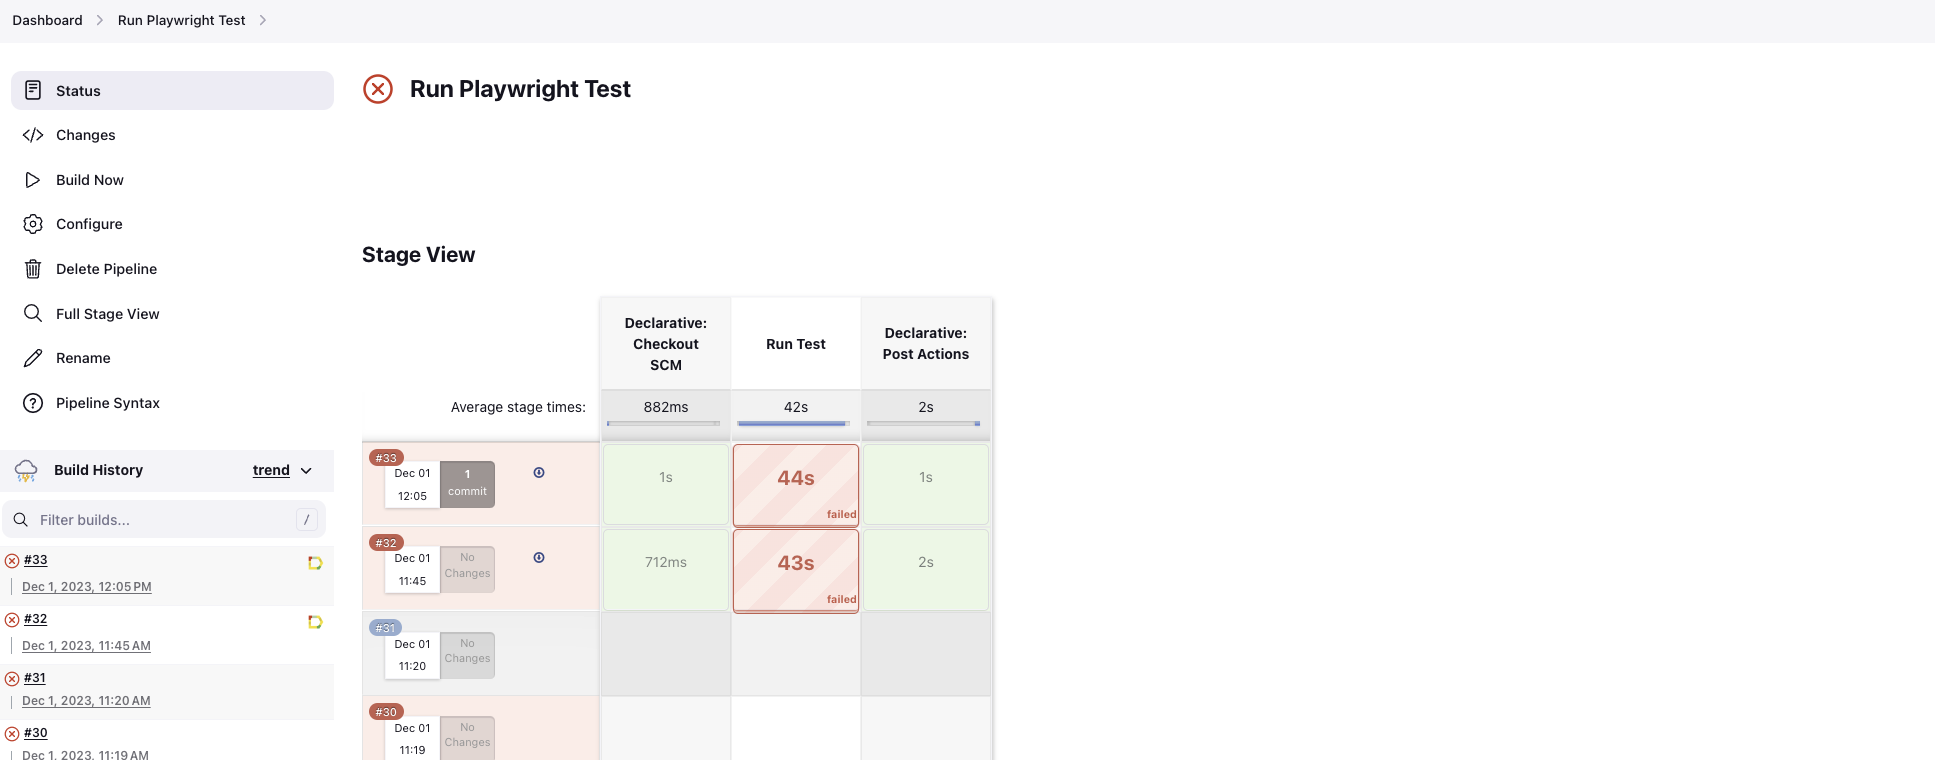 Dashboard
Run Playwright Test
Status
Changes
Build Now
Configure
Delete Pipeline
Full Stage View
Rename
Pipeline Syntax
Build History
trend
Filter builds...
/
#33
Dec 1, 2023, 12:05 PM
#32
Dec 1, 2023, 11:45 AM
#31
Dec 1, 2023, 11:20 AM
#30
Dec 1, 2023, 11:19 AM
Run Playwright Test
Stage View
Declarative:
Checkout
SCM
Run Test
Declarative:
Post Actions
Average stage times:
882ms
42s
2s
#33
Dec 01
12:05
1
commit
1s
44s
failed
1s
#32
Dec 01
11:45
No
Changes
712ms
43s
failed
2s
#31
Dec 01
11:20
No
Changes
#30
Dec 01
11:19
No
Changes